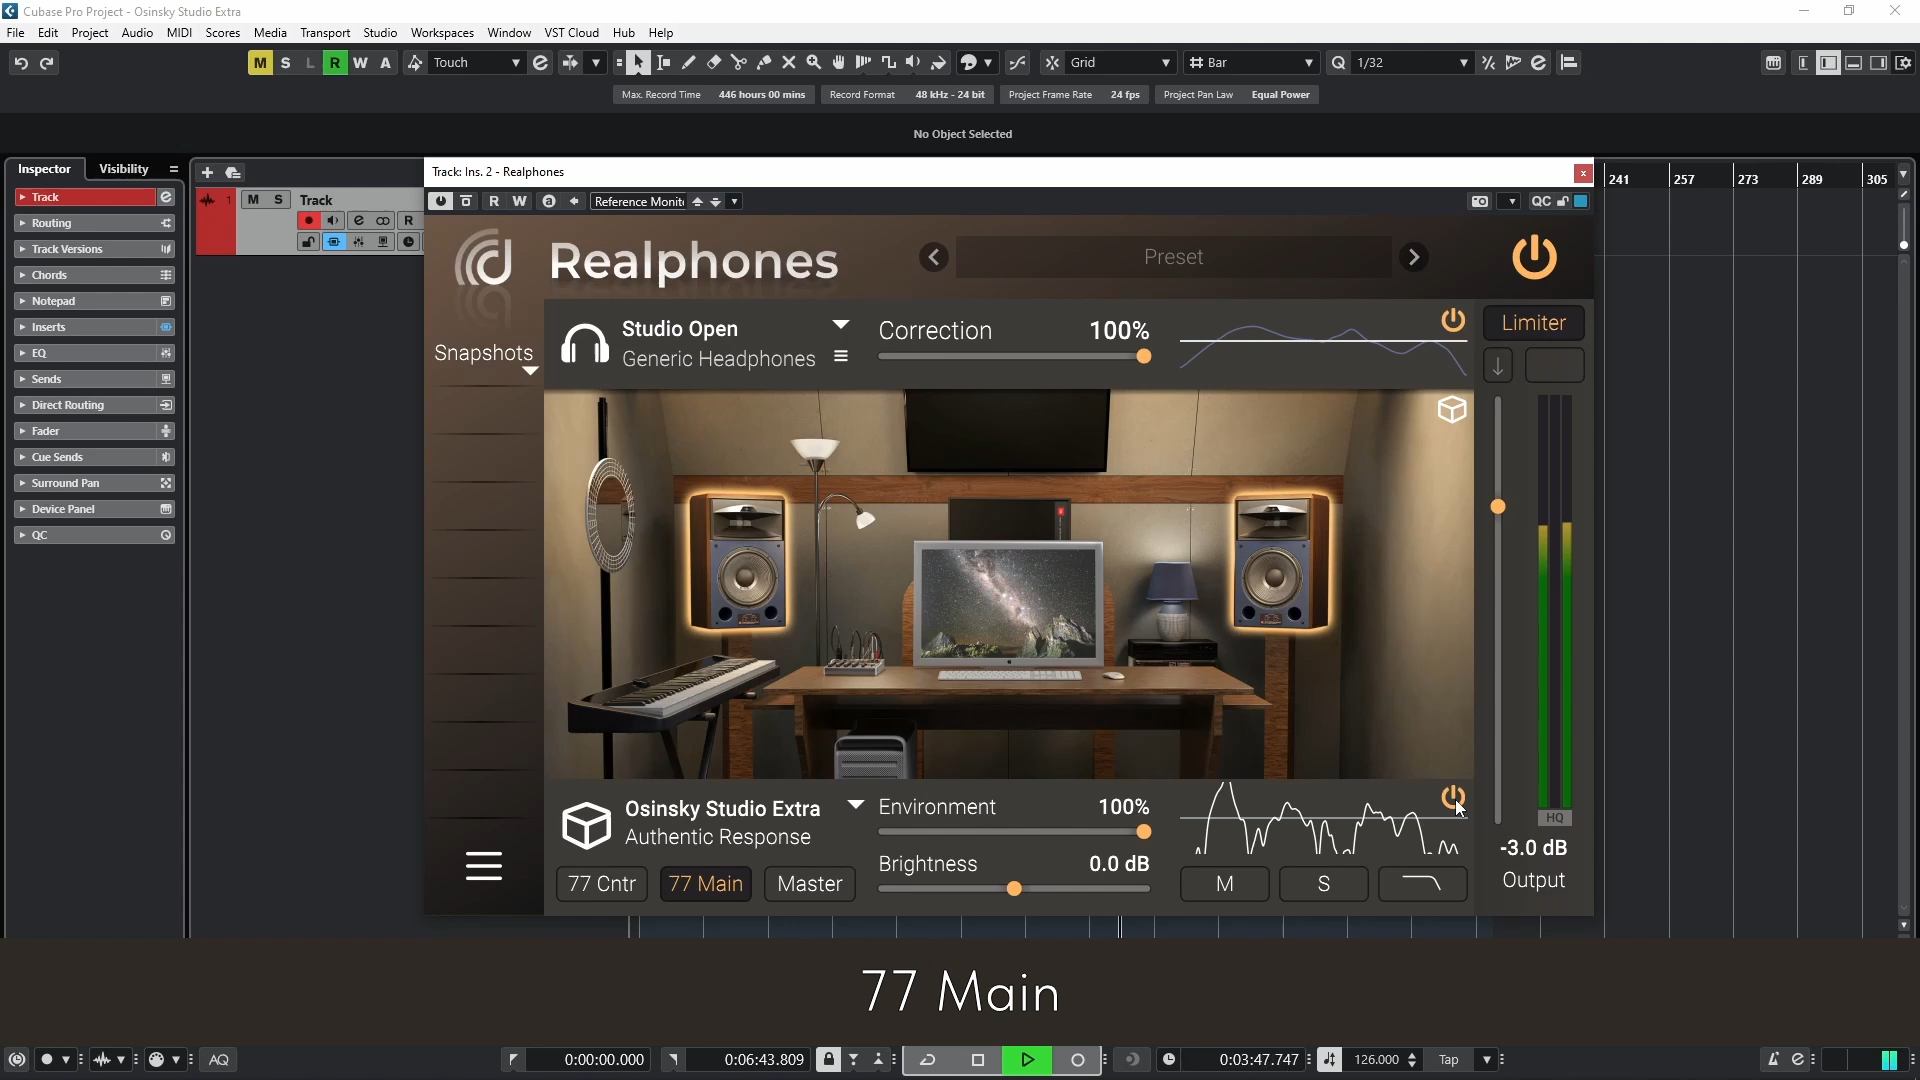 Cubase Pro Project - Osinsky Studio Extra
File Edit Project Audio MIDI Scores Media Transport Studio Workspaces Window VST Cloud Hub Help
M S L R W A Touch Grid Bar Q 1/32
Max. Record Time 446 hours 00 mins Record Format 48 kHz - 24 bit Project Frame Rate 24 fps Project Pan Law Equal Power
No Object Selected
Inspector Visibility
Track
Routing
Track Versions
Chords
Notepad
Inserts
EQ
Sends
Direct Routing
Fader
Cue Sends
Surround Pan
Device Panel
QC
1 M S Track
R
Track: Ins. 2 - Realphones
R W a Reference Monit QC
241 257 273 289 305
Realphones
Preset
Snapshots
Studio Open
Generic Headphones
Correction 100%
Limiter
HQ
-3.0 dB
Output
Osinsky Studio Extra
Authentic Response
Environment 100%
Brightness 0.0 dB
77 Cntr 77 Main Master
M S
77 Main
AQ 0:00:00.000 0:06:43.809 0:03:47.747 126.000 Tap